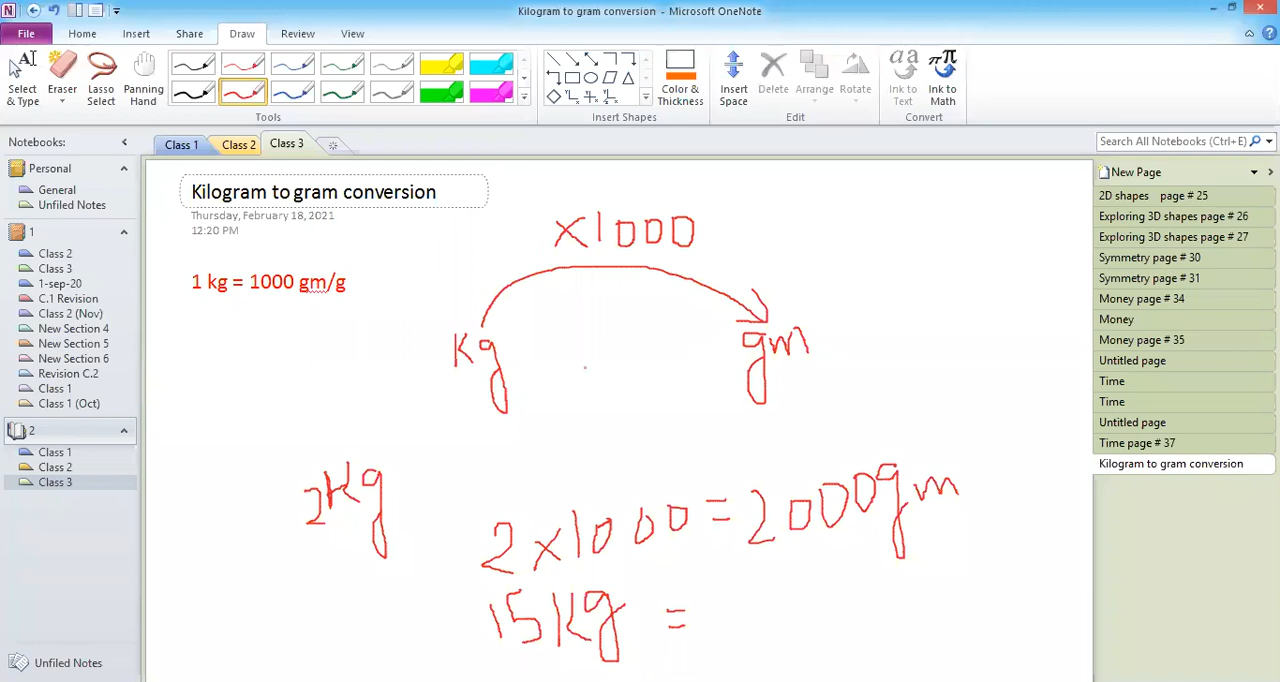 Kilogram to gram conversion - Microsoft OneNote
File Home Insert Share Draw Review View
Select & Type
Eraser
Lasso Select
Panning Hand
Color & Thickness
Insert Space
Delete
Arrange
Rotate
Ink to Text
Ink to Math
Tools
Insert Shapes
Edit
Convert
Notebooks:
Class 1 Class 2 Class 3
Search All Notebooks (Ctrl+E)
Personal
General
Unfiled Notes
1
Class 2
Class 3
1-sep-20
C.1 Revision
Class 2 (Nov)
New Section 4
New Section 5
New Section 6
Revision C.2
Class 1
Class 1 (Oct)
2
Class 1
Class 2
Class 3
Unfiled Notes
Kilogram to gram conversion
Thursday, February 18, 2021
12:20 PM
1 kg = 1000 gm/g
x1000
Kg gm
2Kg
2x1000=2000gm
15Kg =
New Page
2D shapes page # 25
Exploring 3D shapes page # 26
Exploring 3D shapes page # 27
Symmetry page # 30
Symmetry page # 31
Money page # 34
Money
Money page # 35
Untitled page
Time
Time
Untitled page
Time page # 37
Kilogram to gram conversion